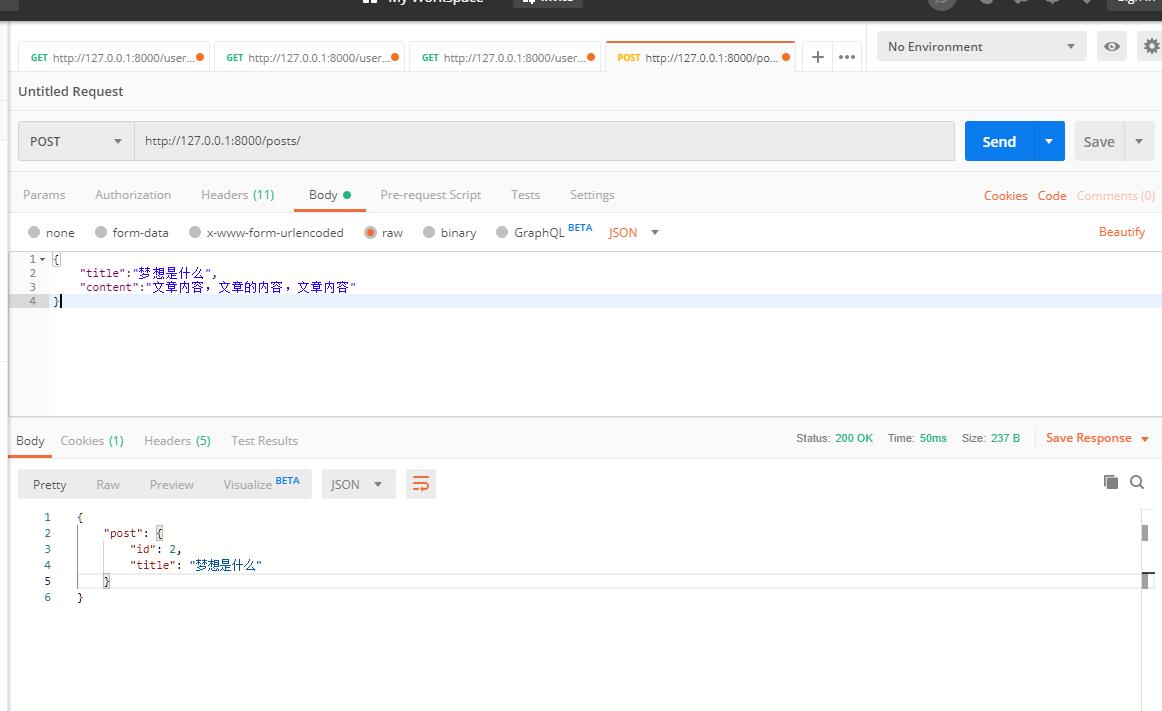 My Workspace
Invite
Sign In
GET http://127.0.0.1:8000/user...
GET http://127.0.0.1:8000/user...
GET http://127.0.0.1:8000/user...
POST http://127.0.0.1:8000/po...
No Environment
Untitled Request
POST http://127.0.0.1:8000/posts/ Send Save
Params Authorization Headers (11) Body Pre-request Script Tests Settings Cookies Code Comments (0)
none form-data x-www-form-urlencoded raw binary GraphQL BETA JSON Beautify
1 {
2 "title":"梦想是什么",
3 "content":"文章内容，文章的内容，文章内容"
4 }
Body Cookies (1) Headers (5) Test Results Status: 200 OK Time: 50ms Size: 237 B Save Response
Pretty Raw Preview Visualize BETA JSON
1 {
2 "post": {
3 "id": 2,
4 "title": "梦想是什么"
5 }
6 }